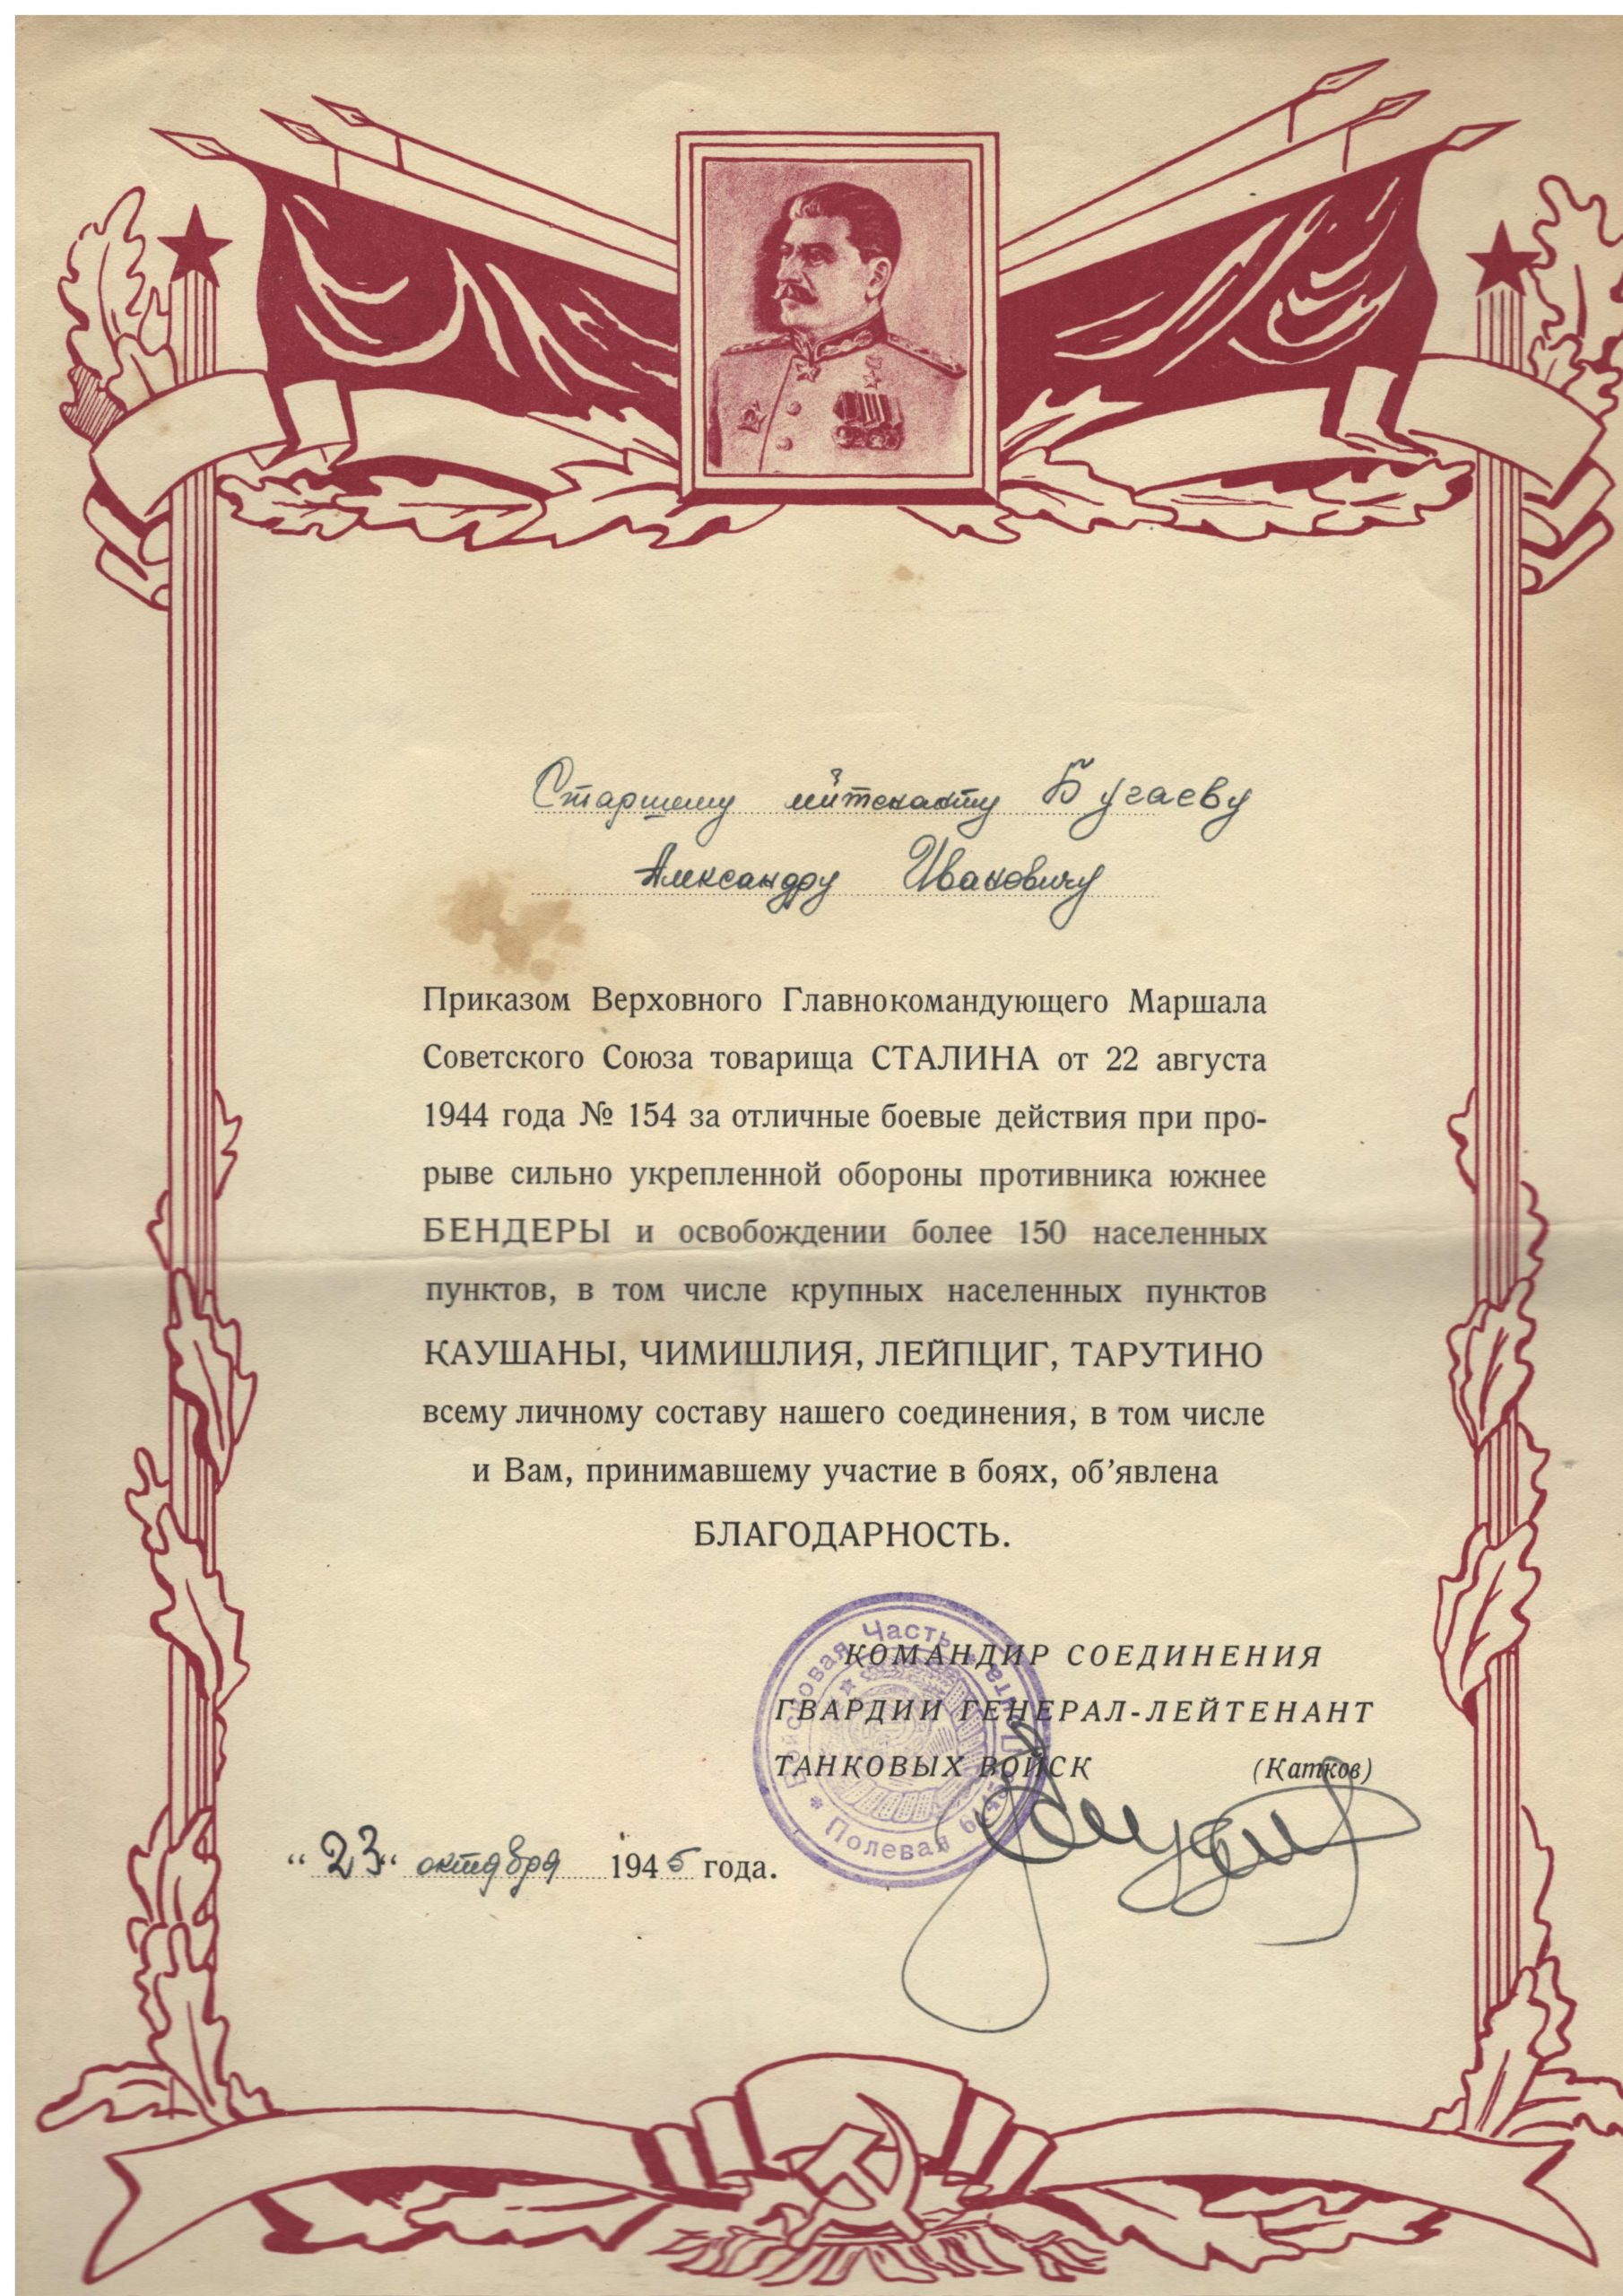 Старшему лейтенанту Бугаеву
Александру Ивановичу
Приказом Верховного Главнокомандующего Маршала
Советского Союза товарища СТАЛИНА от 22 августа
1944 года № 154 за отличные боевые действия при про-
рыве сильно укрепленной обороны противника южнее
БЕНДЕРЫ и освобождении более 150 населенных
пунктов, в том числе крупных населенных пунктов
КАУШАНЫ, ЧИМИШЛИЯ, ЛЕЙПЦИГ, ТАРУТИНО
всему личному составу нашего соединения, в том числе
и Вам, принимавшему участие в боях, об’явлена
БЛАГОДАРНОСТЬ.
КОМАНДИР СОЕДИНЕНИЯ
ГВАРДИИ ГЕНЕРАЛ-ЛЕЙТЕНАНТ
ТАНКОВЫХ ВОЙСК (Катков)
Войсковая Часть
Полевая
“23“ октября 1945 года.